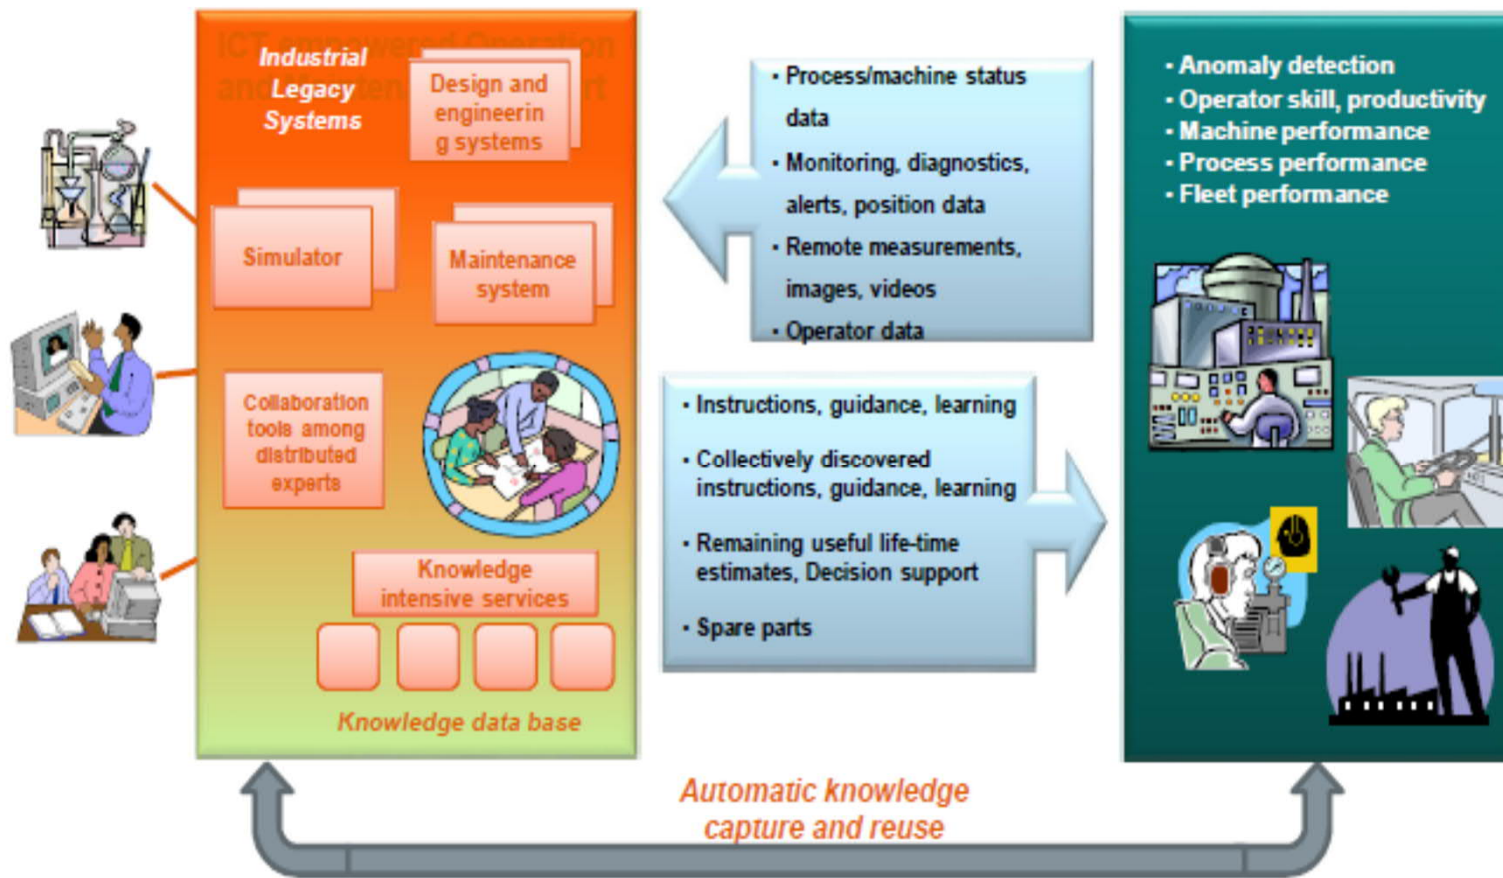 ICT empowered Operation
Industrial
Legacy
Systems
Design and
engineerin
g systems
Simulator
Maintenance
system
Collaboration
tools among
distributed
experts
Knowledge
intensive services
Knowledge data base
▪ Process/machine status
data
▪ Monitoring, diagnostics,
alerts, position data
▪ Remote measurements,
images, videos
▪ Operator data
▪ Instructions, guidance, learning
▪ Collectively discovered
instructions, guidance, learning
▪ Remaining useful life-time
estimates, Decision support
▪ Spare parts
▪ Anomaly detection
▪ Operator skill, productivity
▪ Machine performance
▪ Process performance
▪ Fleet performance
Automatic knowledge
capture and reuse